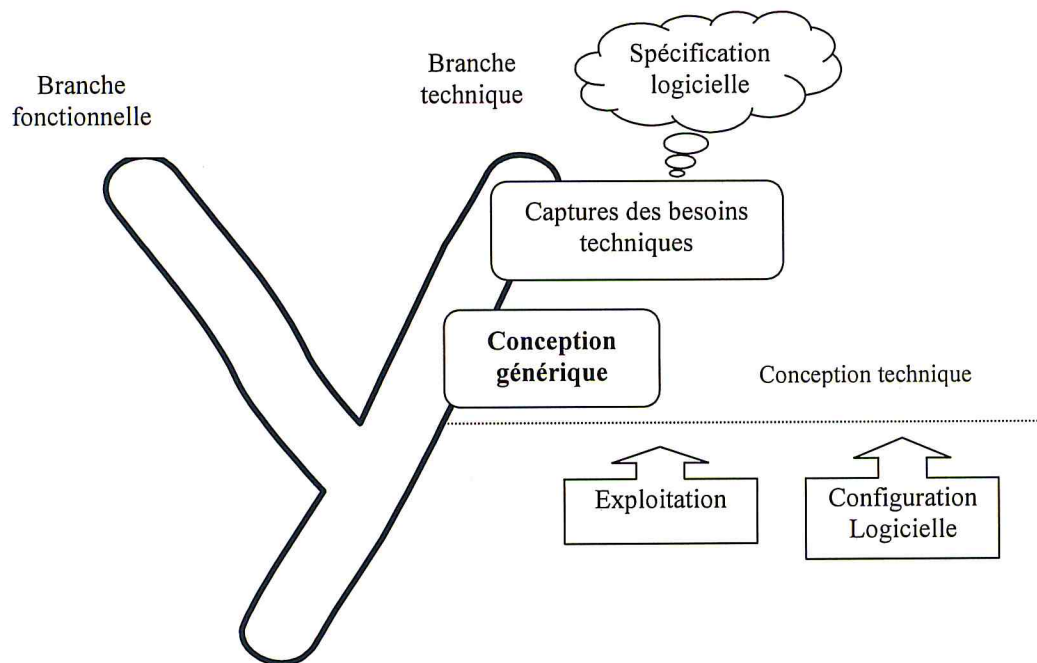 Branche
fonctionnelle
Branche
technique
Spécification
logicielle
Captures des besoins
techniques
Conception
générique
Conception technique
Exploitation
Configuration
Logicielle